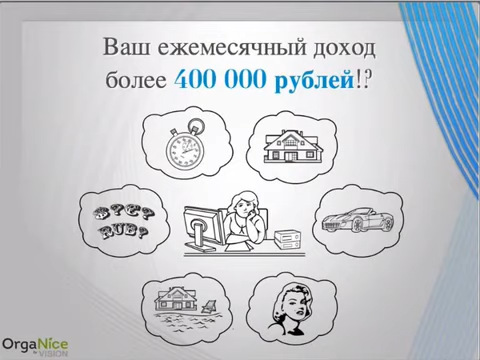 Ваш ежемесячный доход
более 400 000 рублей!?
$?€?
RUB?
OrgaNice
VISION